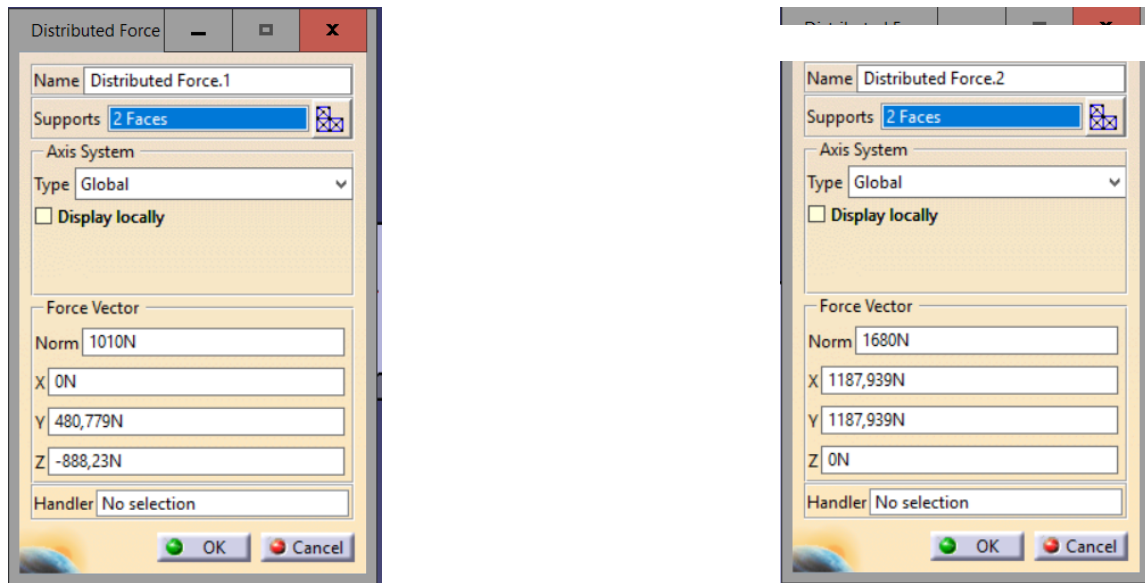 Distributed Force
Name Distributed Force.1
Supports 2 Faces
Axis System
Type Global
Display locally
Force Vector
Norm 1010N
X 0N
Y 480,779N
Z -888,23N
Handler No selection
OK Cancel
Name Distributed Force.2
Supports 2 Faces
Axis System
Type Global
Display locally
Force Vector
Norm 1680N
X 1187,939N
Y 1187,939N
Z 0N
Handler No selection
OK Cancel